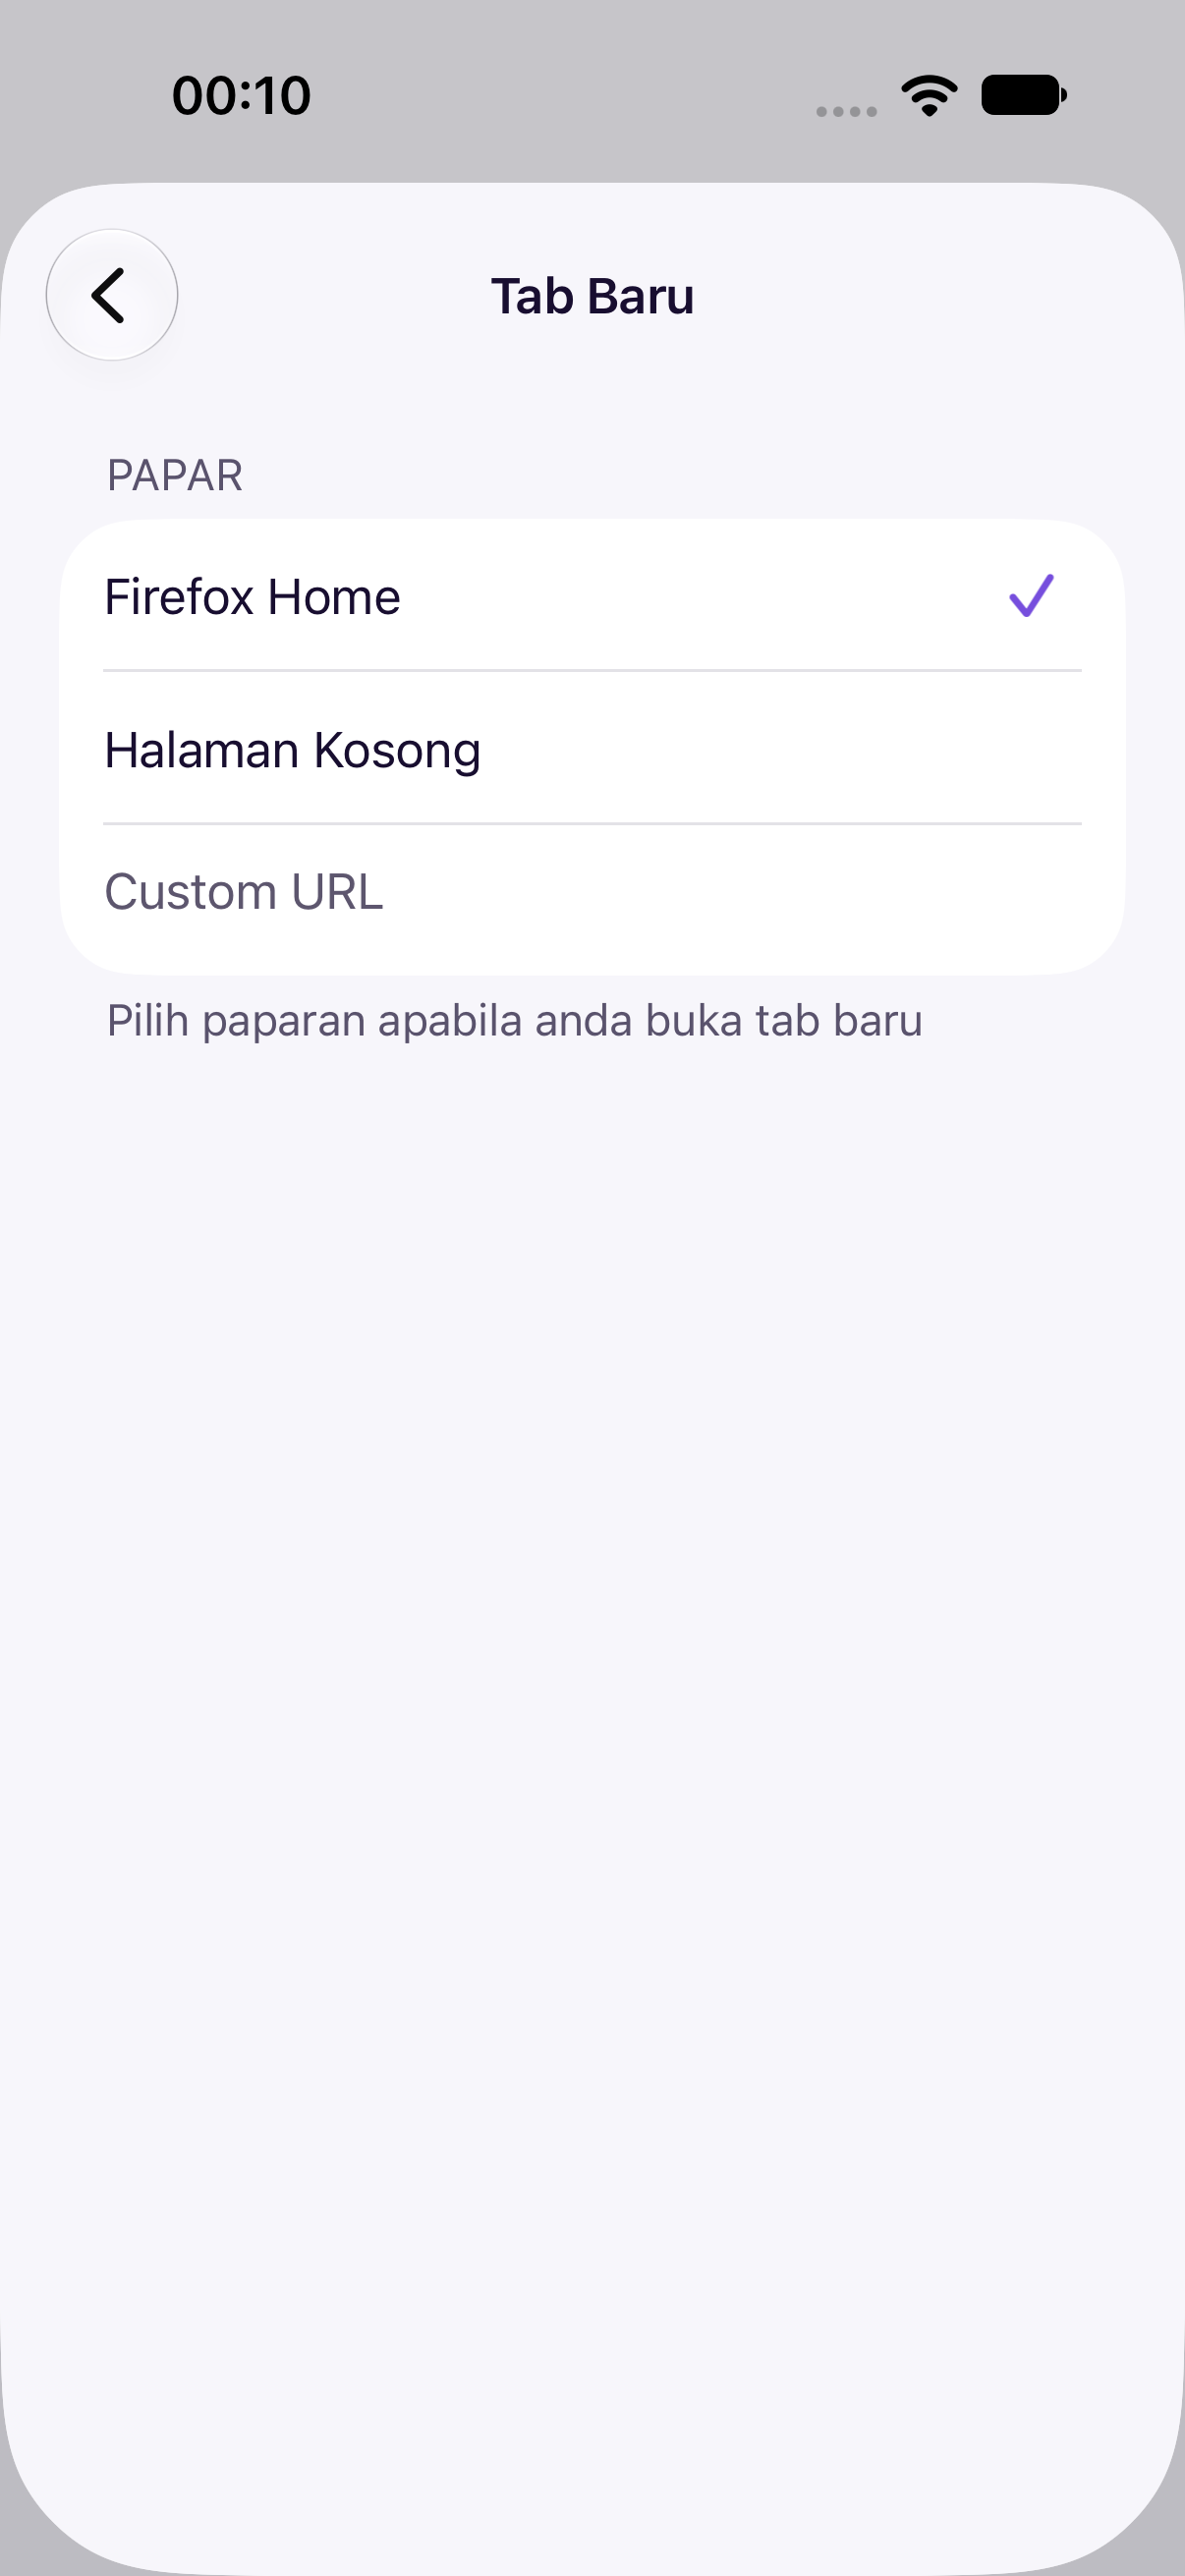 00:10
Tab Baru
PAPAR
Firefox Home
Halaman Kosong
Custom URL
Pilih paparan apabila anda buka tab baru